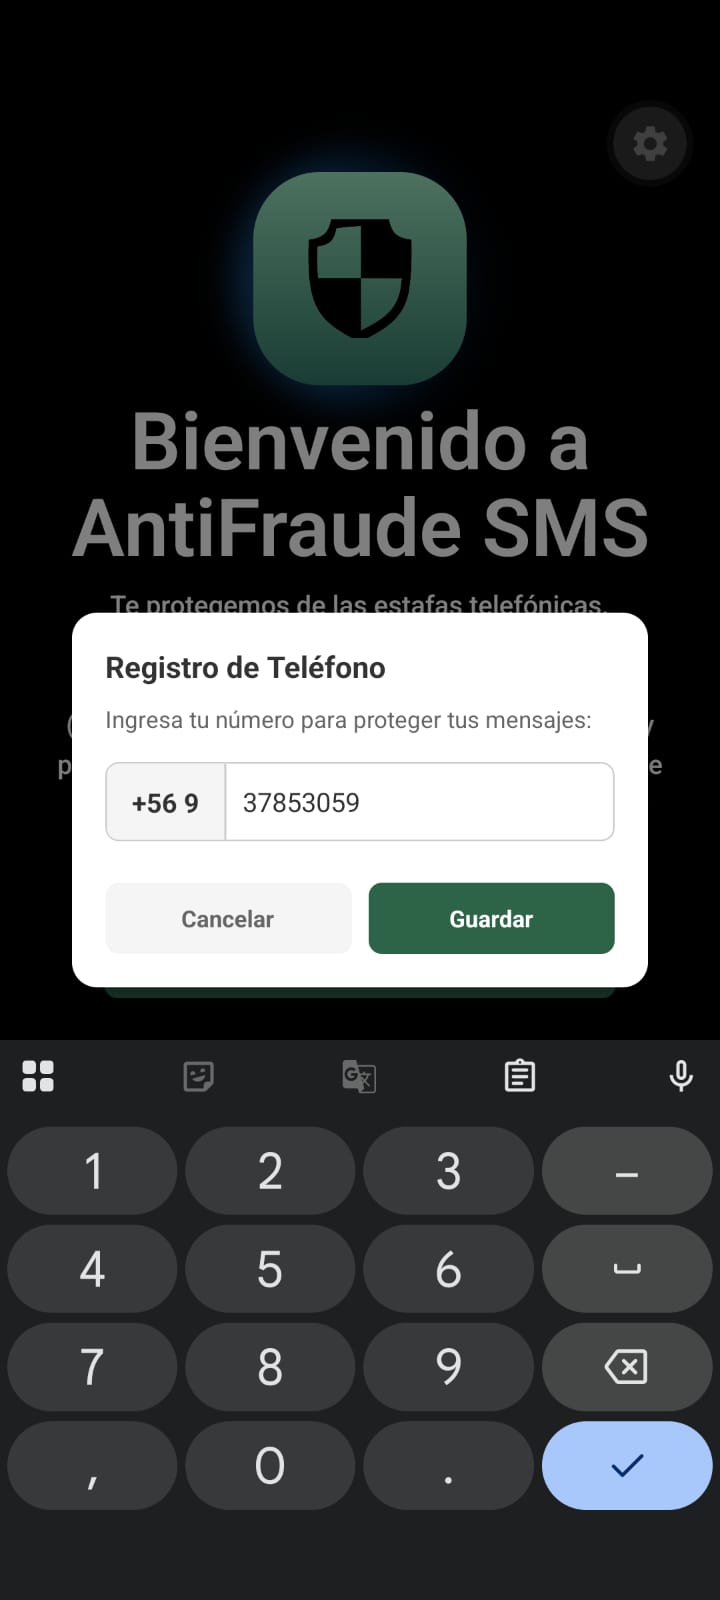 Bienvenido a
AntiFraude SMS
Te protegemos de las estafas telefónicas.
Registro de Teléfono
Ingresa tu número para proteger tus mensajes:
( y
p e
+56 9 37853059
Cancelar Guardar
1 2 3 –
4 5 6
7 8 9
, 0 .